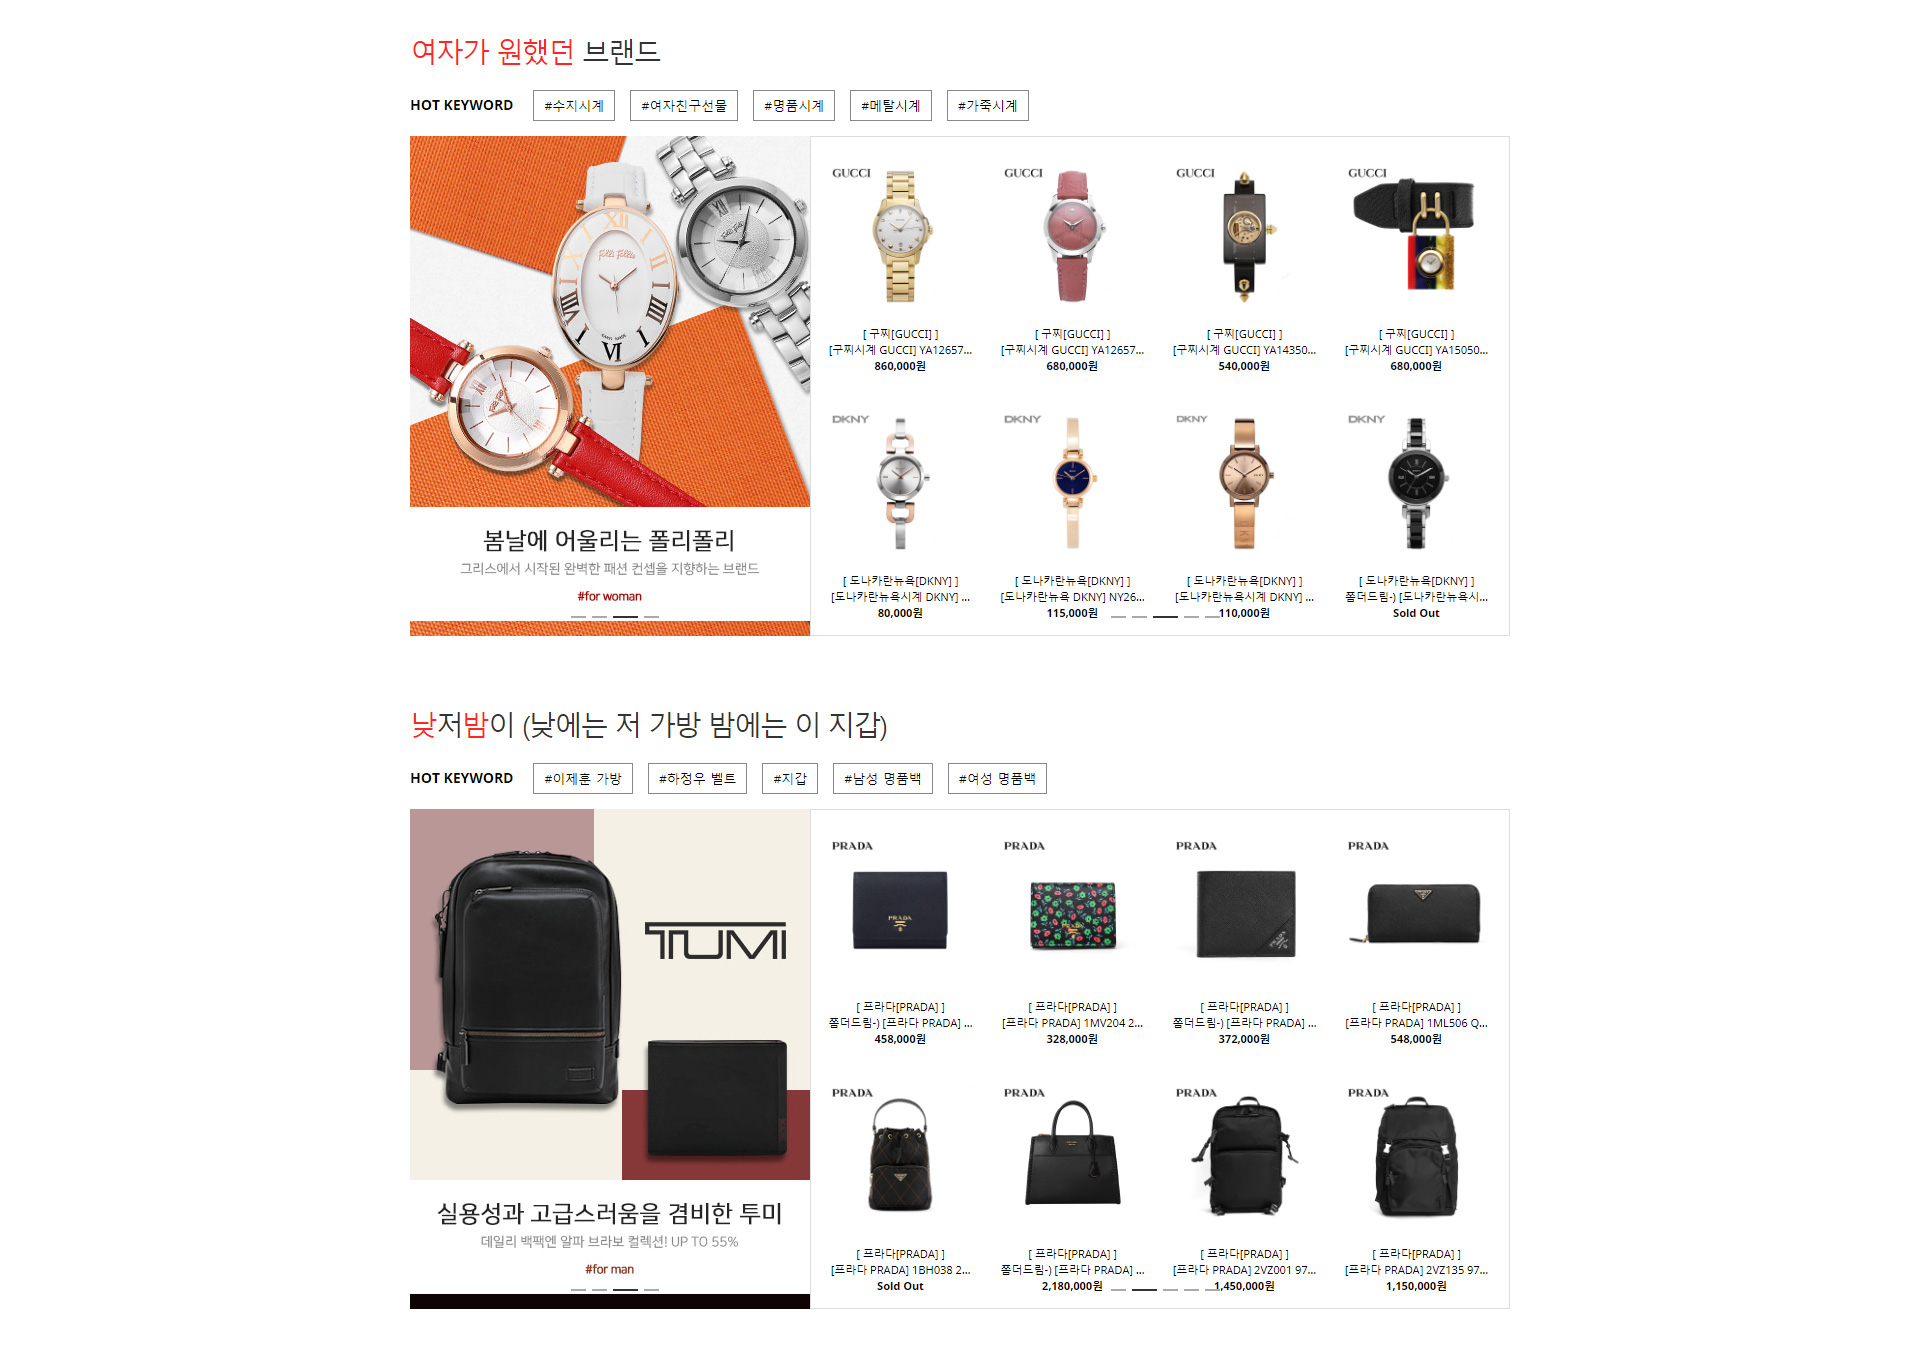 여자가 원했던 브랜드
HOT KEYWORD #수지시계 #여자친구선물 #명품시계 #메탈시계 #가죽시계
봄날에 어울리는 폴리폴리
그리스에서 시작된 완벽한 패션 컨셉을 지향하는 브랜드
#for woman
GUCCI GUCCI GUCCI GUCCI
[ 구찌[GUCCI] ] [ 구찌[GUCCI] ] [ 구찌[GUCCI] ] [ 구찌[GUCCI] ]
[구찌시계 GUCCI] YA12657... [구찌시계 GUCCI] YA12657... [구찌시계 GUCCI] YA14350... [구찌시계 GUCCI] YA15050...
860,000원 680,000원 540,000원 680,000원
DKNY DKNY DKNY DKNY
[ 도나카란뉴욕[DKNY] ] [ 도나카란뉴욕[DKNY] ] [ 도나카란뉴욕[DKNY] ] [ 도나카란뉴욕[DKNY] ]
[도나카란뉴욕시계 DKNY] ... [도나카란뉴욕 DKNY] NY26... [도나카란뉴욕시계 DKNY] ... 쫌더드림-) [도나카란뉴욕시...
80,000원 115,000원 110,000원 Sold Out
낮저밤이 (낮에는 저 가방 밤에는 이 지갑)
HOT KEYWORD #이제훈 가방 #하정우 벨트 #지갑 #남성 명품백 #여성 명품백
TUMI
실용성과 고급스러움을 겸비한 투미
데일리 백팩엔 알파 브라보 컬렉션! UP TO 55%
#for man
PRADA PRADA PRADA PRADA
PRADA
[ 프라다[PRADA] ] [ 프라다[PRADA] ] [ 프라다[PRADA] ] [ 프라다[PRADA] ]
쫌더드림-) [프라다 PRADA] ... [프라다 PRADA] 1MV204 2... 쫌더드림-) [프라다 PRADA] ... [프라다 PRADA] 1ML506 Q...
458,000원 328,000원 372,000원 548,000원
PRADA PRADA PRADA PRADA
[ 프라다[PRADA] ] [ 프라다[PRADA] ] [ 프라다[PRADA] ] [ 프라다[PRADA] ]
[프라다 PRADA] 1BH038 2... 쫌더드림-) [프라다 PRADA] ... [프라다 PRADA] 2VZ001 97... [프라다 PRADA] 2VZ135 97...
Sold Out 2,180,000원 1,450,000원 1,150,000원